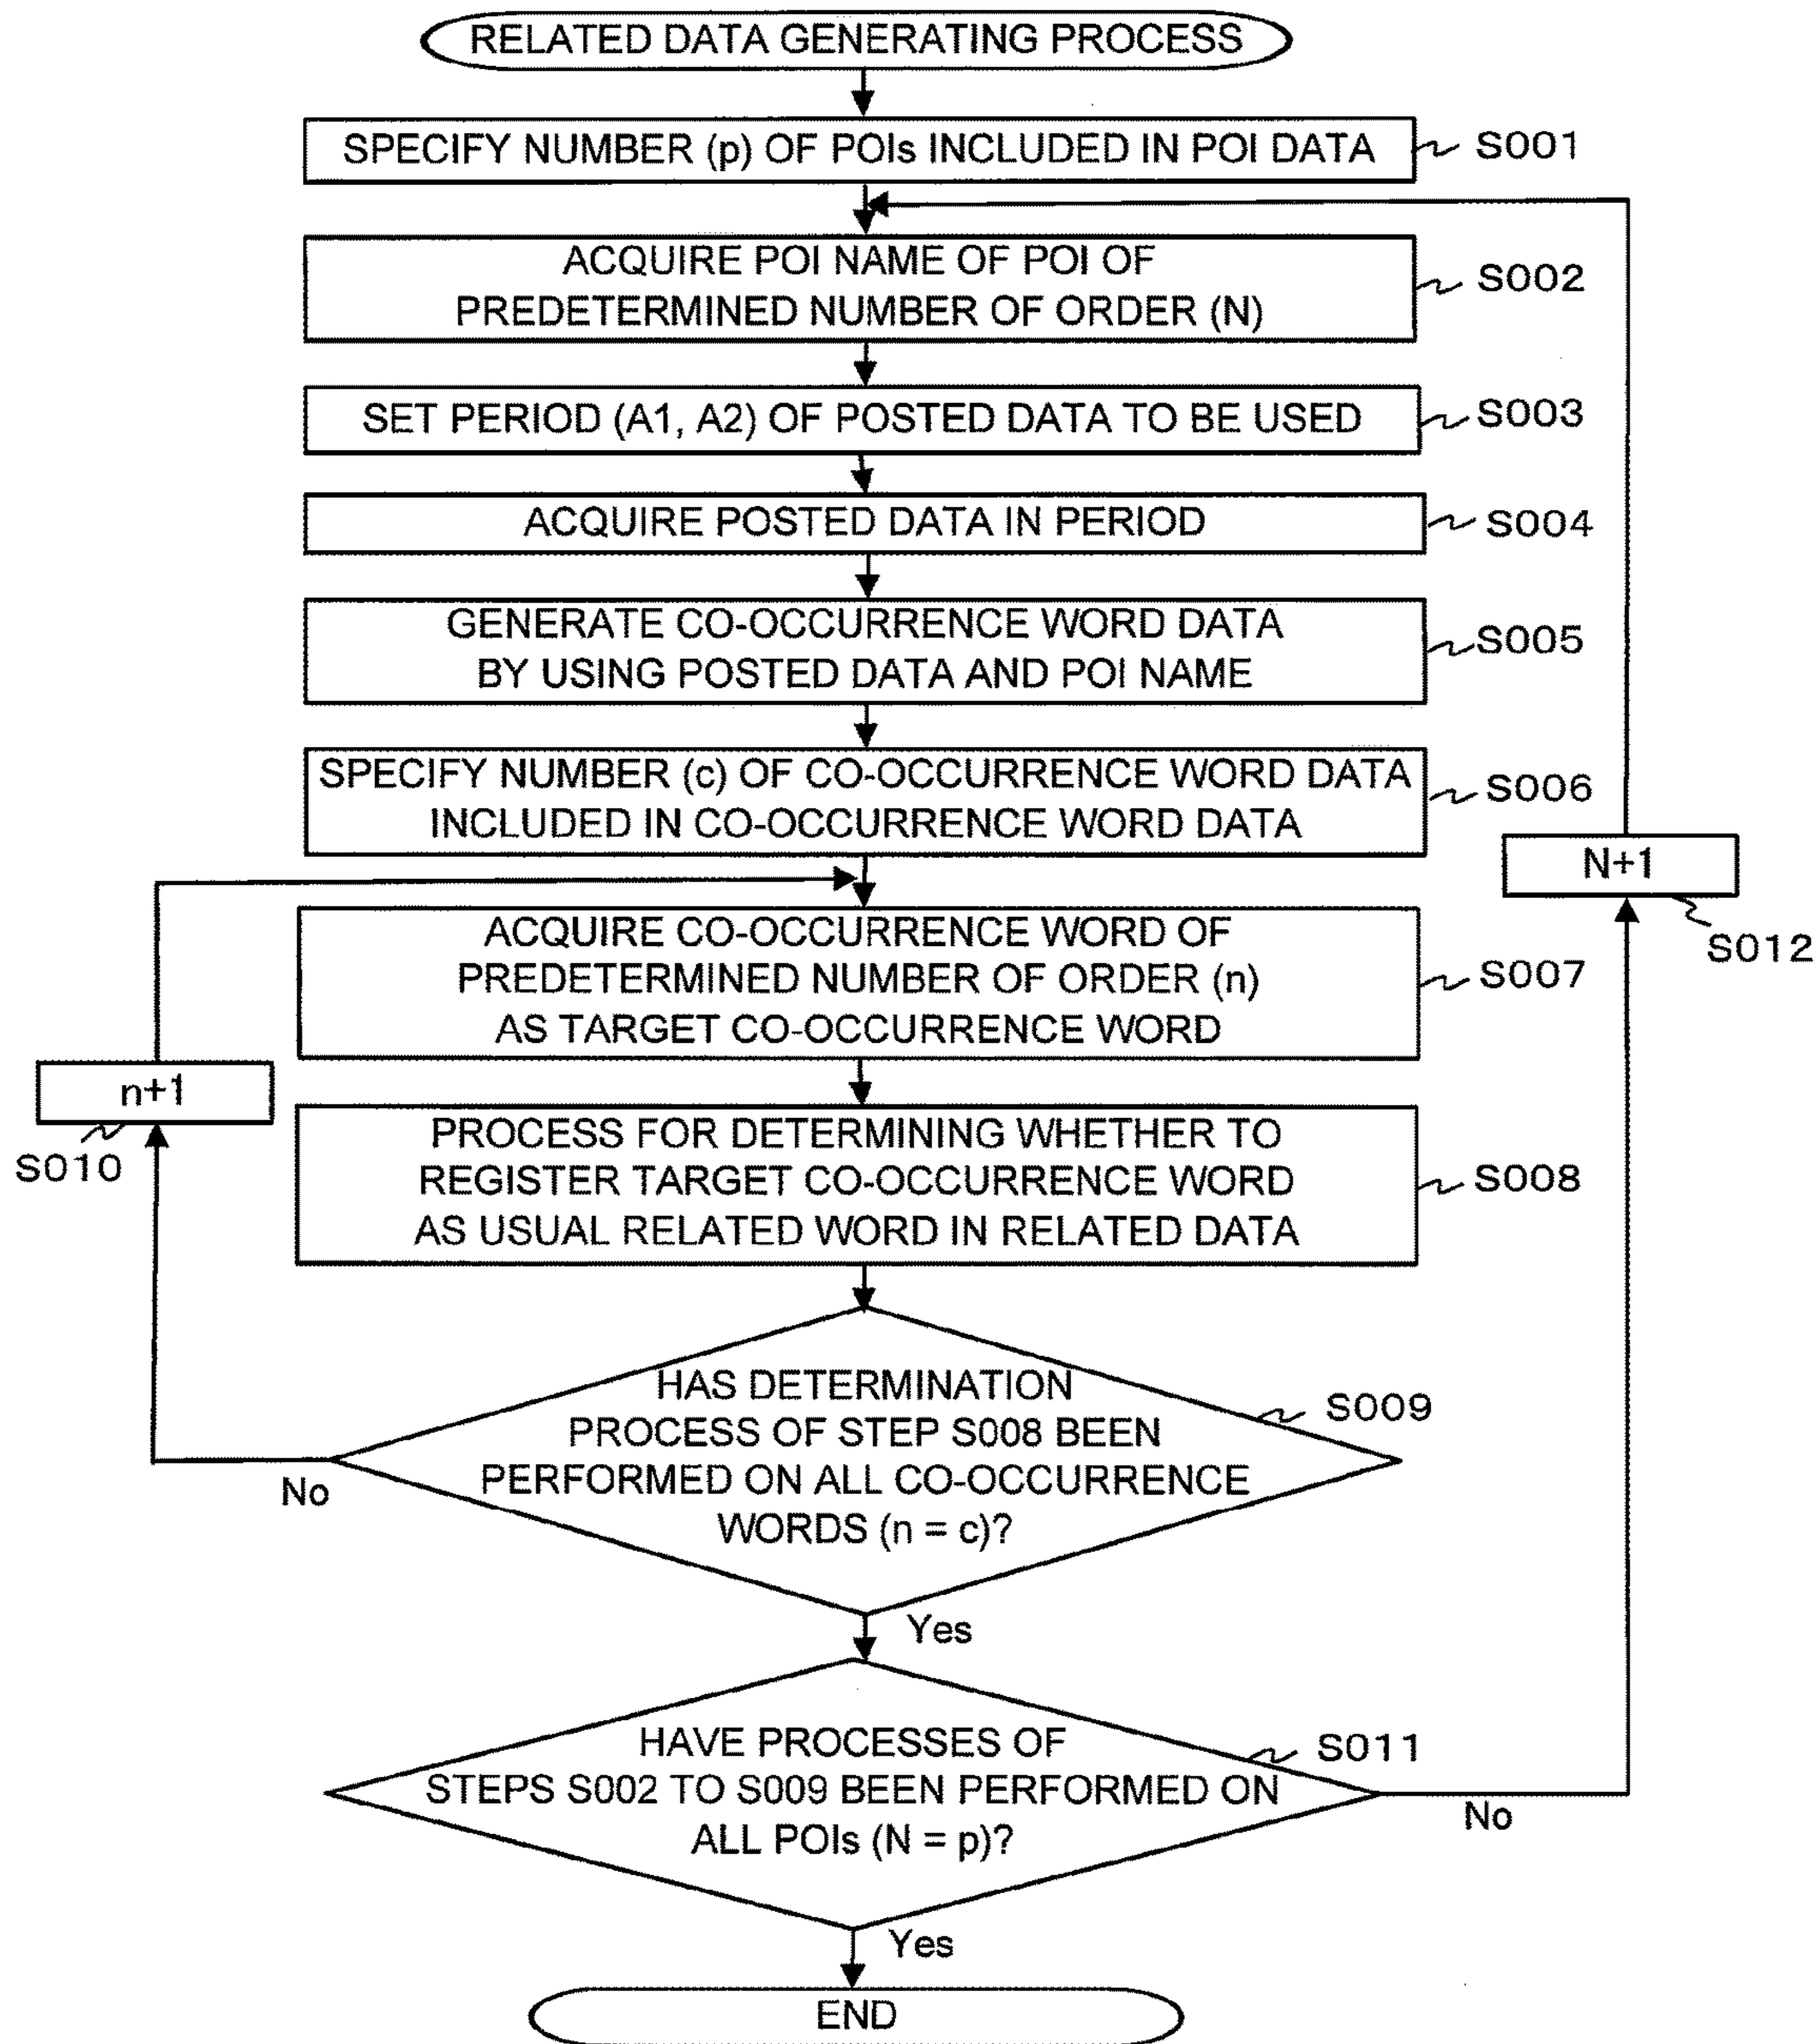 RELATED DATA GENERATING PROCESS
SPECIFY NUMBER (p) OF POIs INCLUDED IN POI DATA
S001
ACQUIRE POI NAME OF POI OF
PREDETERMINED NUMBER OF ORDER (N)
S002
SET PERIOD (A1, A2) OF POSTED DATA TO BE USED
S003
ACQUIRE POSTED DATA IN PERIOD
S004
GENERATE CO-OCCURRENCE WORD DATA
BY USING POSTED DATA AND POI NAME
S005
SPECIFY NUMBER (c) OF CO-OCCURRENCE WORD DATA
INCLUDED IN CO-OCCURRENCE WORD DATA
S006
N+1
S012
ACQUIRE CO-OCCURRENCE WORD OF
PREDETERMINED NUMBER OF ORDER (n)
AS TARGET CO-OCCURRENCE WORD
S007
n+1
S010
PROCESS FOR DETERMINING WHETHER TO
REGISTER TARGET CO-OCCURRENCE WORD
AS USUAL RELATED WORD IN RELATED DATA
S008
HAS DETERMINATION
PROCESS OF STEP S008 BEEN
PERFORMED ON ALL CO-OCCURRENCE
WORDS (n = c)?
S009
No
Yes
HAVE PROCESSES OF
STEPS S002 TO S009 BEEN PERFORMED ON
ALL POIs (N = p)?
S011
No
Yes
END